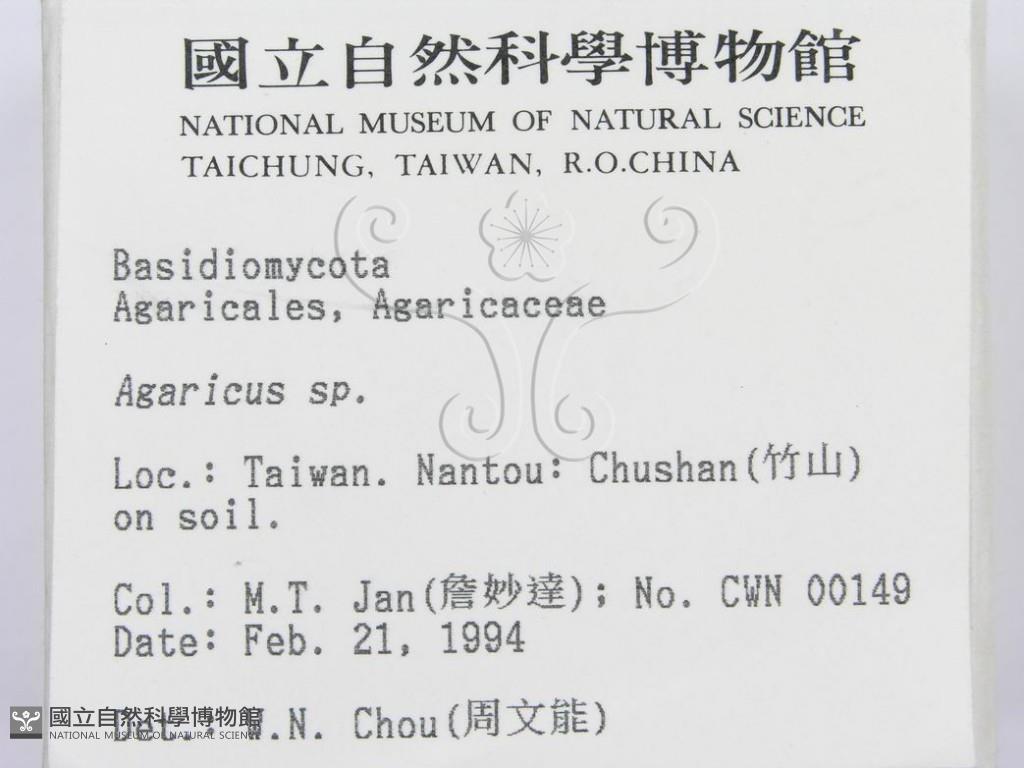 國立自然科學博物館
NATIONAL MUSEUM OF NATURAL SCIENCE
TAICHUNG, TAIWAN, R.O.CHINA
Basidiomycota
Agaricales, Agaricaceae
Agaricus sp.
Loc.: Taiwan. Nantou: Chushan(竹山)
on soil.
Col.: M.T. Jan(詹妙達); No. CWN 00149
Date: Feb. 21, 1994
Det.: W.N. Chou(周文能)
國立自然科學博物館
NATIONAL MUSEUM OF NATURAL SCIENCE